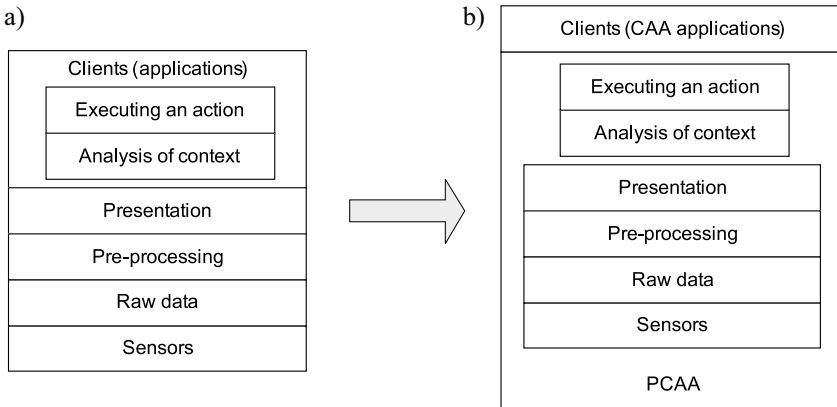 a)
Clients (applications)
Executing an action
Analysis of context
Presentation
Pre-processing
Raw data
Sensors
b)
Clients (CAA applications)
Executing an action
Analysis of context
Presentation
Pre-processing
Raw data
Sensors
PCAA